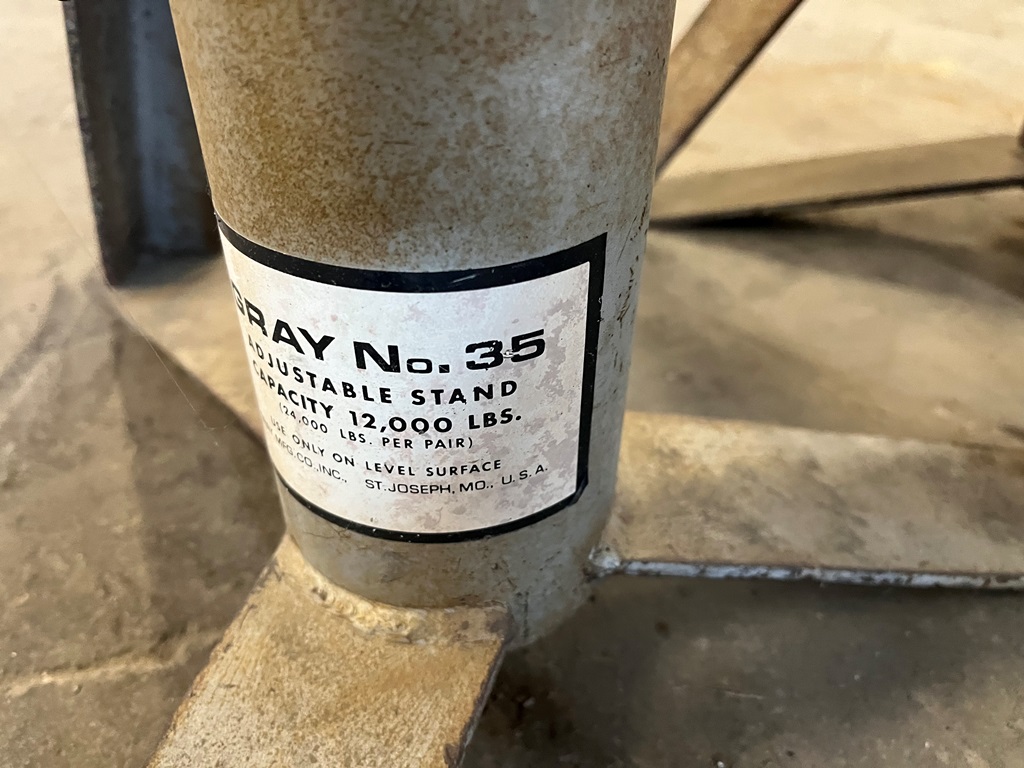 GRAY No. 35
ADJUSTABLE STAND
CAPACITY 12,000 LBS.
(24,000 LBS. PER PAIR)
USE ONLY ON LEVEL SURFACE
MFG.CO.,INC., ST.JOSEPH, MO., U.S.A.